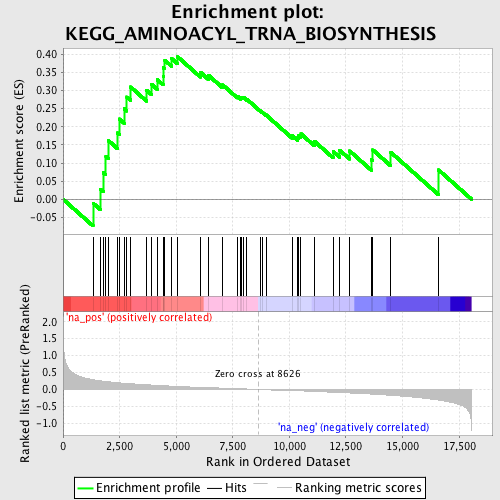 Enrichment plot:
KEGG_AMINOACYL_TRNA_BIOSYNTHESIS
Enrichment score (ES)
0.40
0.35
0.30
0.25
0.20
0.15
0.10
0.05
0.00
-0.05
'na_pos' (positively correlated)
Ranked list metric (PreRanked)
2.0
1.5
1.0
0.5
0.0
-0.5
-1.0
Zero cross at 8626
'na_neg' (negatively correlated)
0 2,500 5,000 7,500 10,000 12,500 15,000 17,500
Rank in Ordered Dataset
Enrichment profile Hits Ranking metric scores